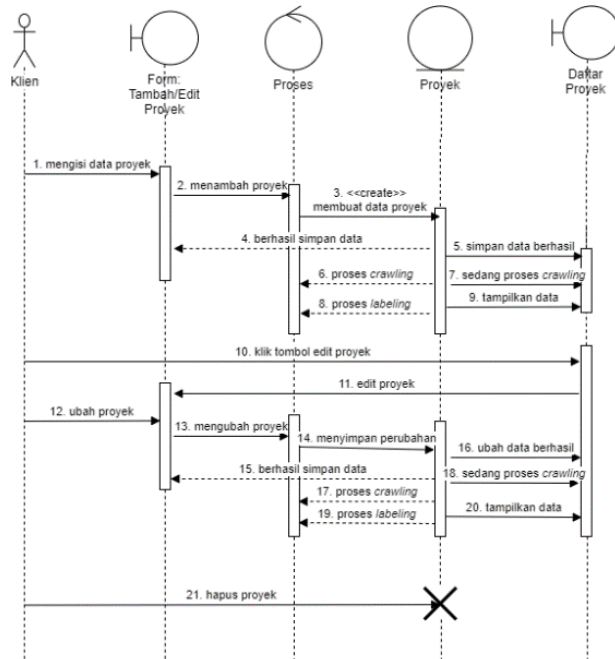 Klien
Form:
Tambah/Edit
Proyek
Proses
Proyek
Daftar
Proyek
1. mengisi data proyek
2. menambah proyek
3. <<create>>
membuat data proyek
4. berhasil simpan data
5. simpan data berhasil
6. proses crawling
7. sedang proses crawling
8. proses labeling
9. tampilkan data
10. klik tombol edit proyek
11. edit proyek
12. ubah proyek
13. mengubah proyek
14. menyimpan perubahan
15. berhasil simpan data
16. ubah data berhasil
17. proses crawling
18. sedang proses crawling
19. proses labeling
20. tampilkan data
21. hapus proyek